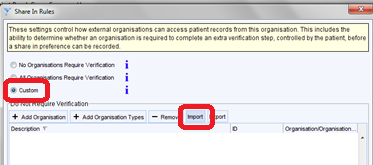 Share In Rules
These settings control how external organisations can access patient records from this organisation. This includes the
ability to determine whether an organisation is required to complete an extra verification step, controlled by the patient, before
a share in preference can be recorded.
No Organisations Require Verification
All Organisations Require Verification
Custom
Do Not Require Verification
Add Organisation Add Organisation Types Remove Import Export
Description ID Organisation/Organisation...